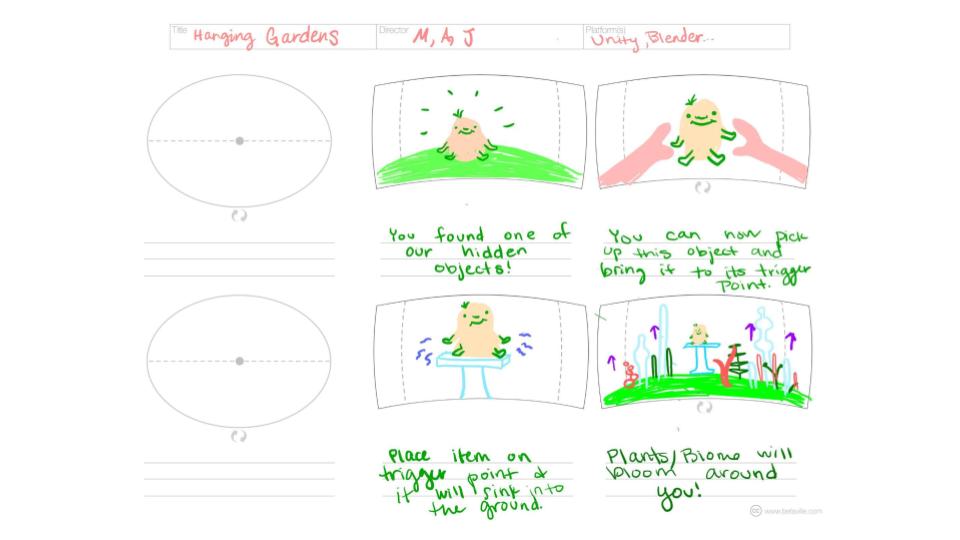 Title Hanging Gardens
Director M, A, J
Platform(s) Unity, Blender...
You found one of
our hidden
objects!
You can now pick
up this object and
bring it to its trigger
Point.
Place item on
trigger point &
it will sink into
the ground.
Plants/Biome will
bloom around
you!
cc www.betaville.com